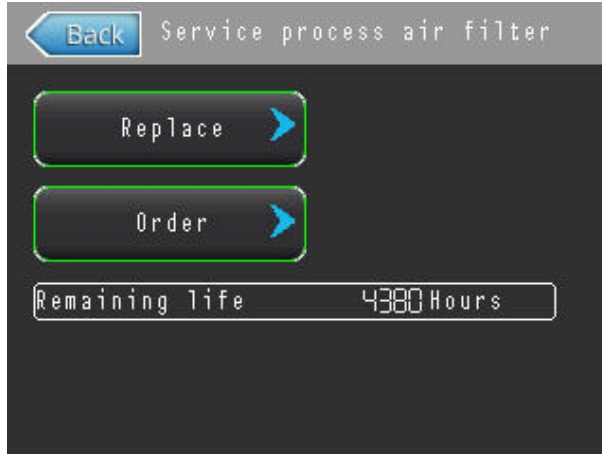 Back Service process air filter
Replace
Order
Remaining life 4380 Hours